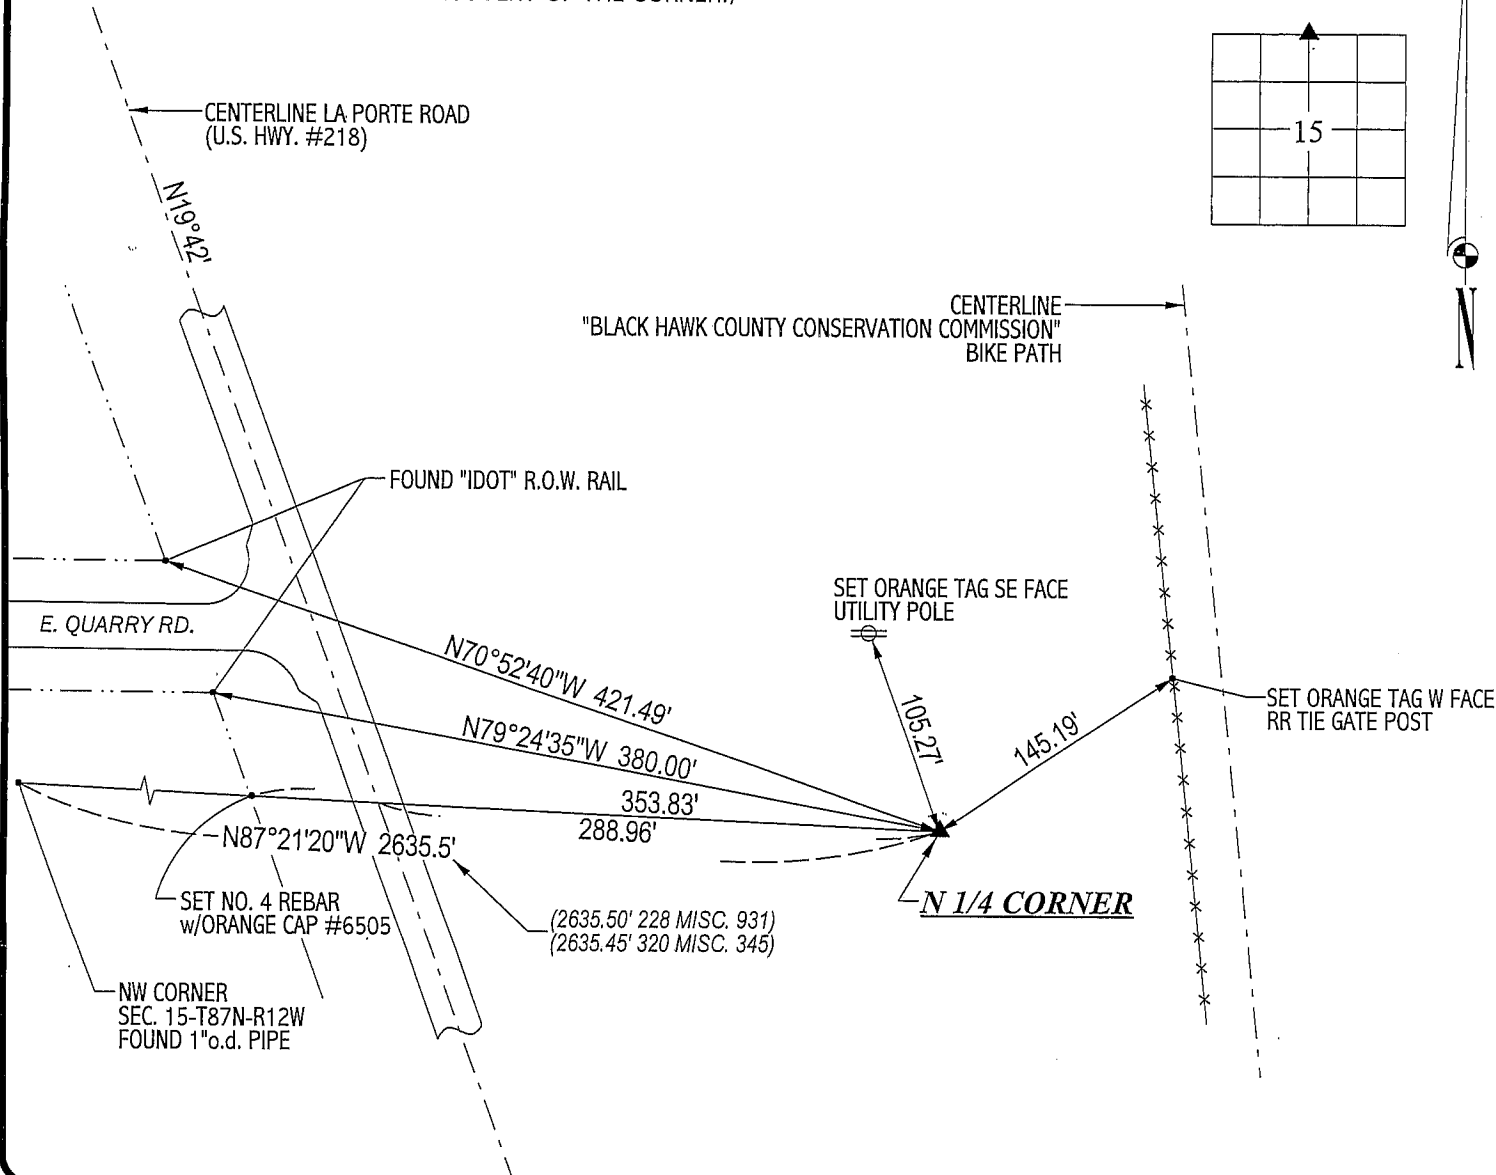 OF THE CORNER.)
CENTERLINE LA PORTE ROAD
(U.S. HWY. #218)
15
N19°42'
N
CENTERLINE
"BLACK HAWK COUNTY CONSERVATION COMMISSION"
BIKE PATH
FOUND "IDOT" R.O.W. RAIL
SET ORANGE TAG SE FACE
UTILITY POLE
E. QUARRY RD.
N70°52'40"W 421.49'
SET ORANGE TAG W FACE
RR TIE GATE POST
105.27'
145.19'
N79°24'35"W 380.00'
353.83'
288.96'
N87°21'20"W 2635.5'
SET NO. 4 REBAR
w/ORANGE CAP #6505
N 1/4 CORNER
(2635.50' 228 MISC. 931)
(2635.45' 320 MISC. 345)
NW CORNER
SEC. 15-T87N-R12W
FOUND 1"o.d. PIPE